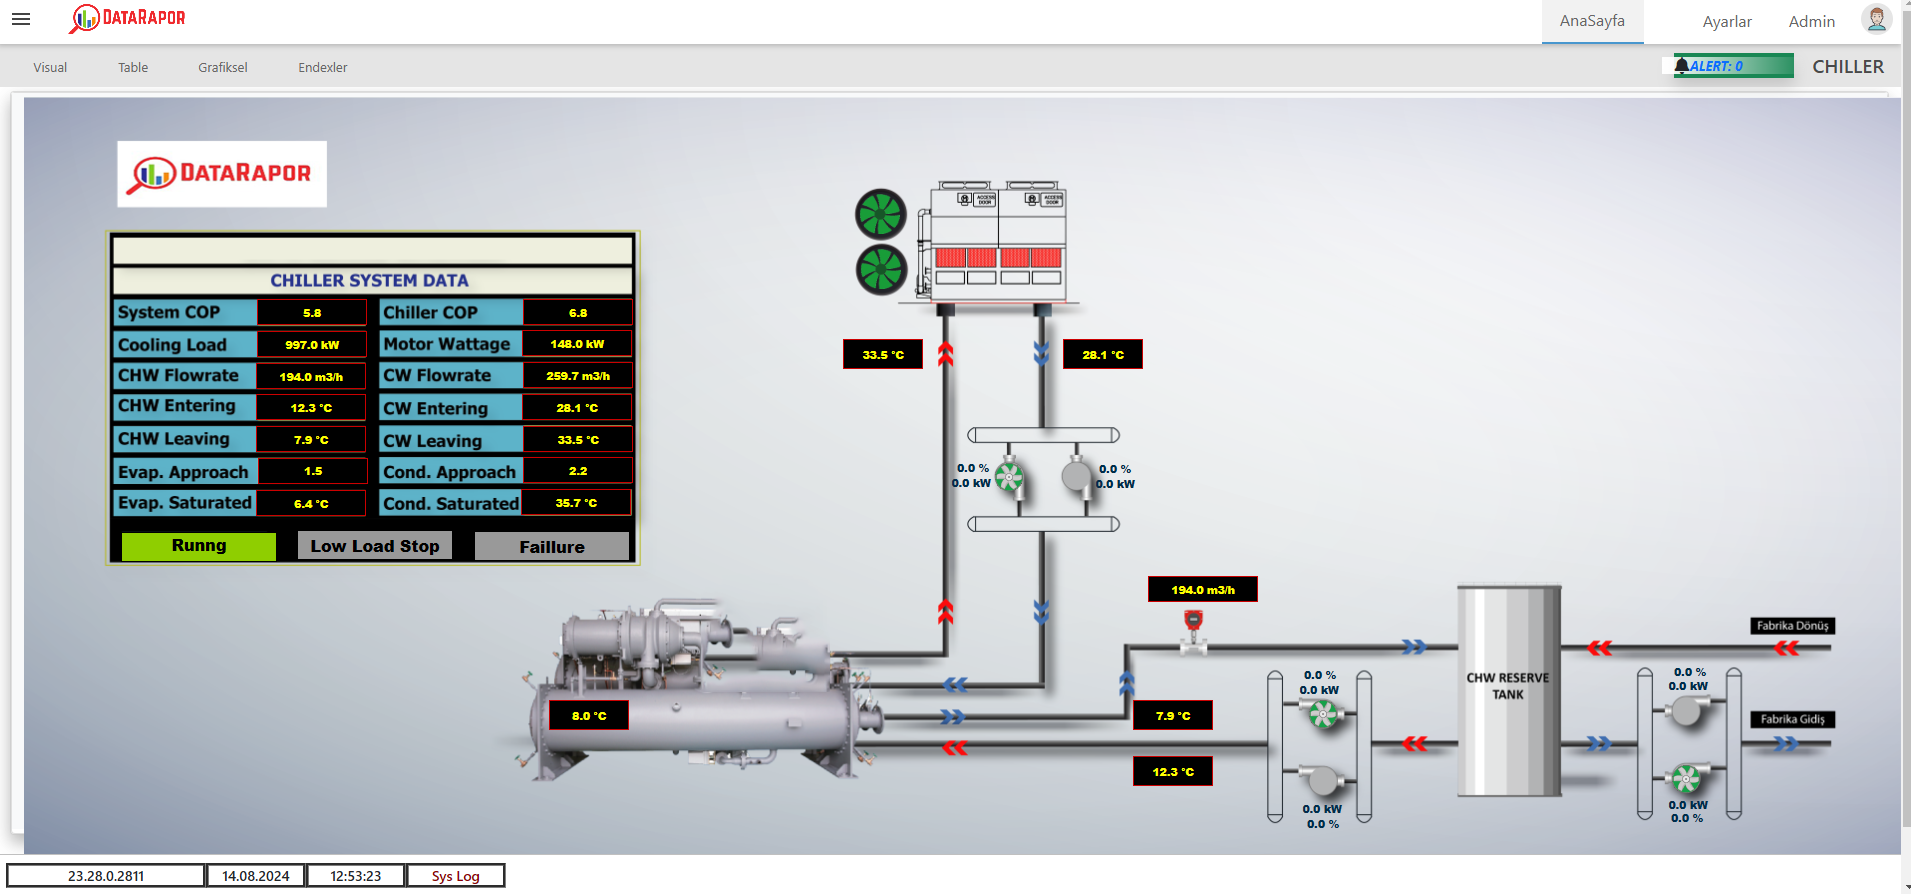 DATARAPOR
AnaSayfa
Ayarlar
Admin
Visual
Table
Grafiksel
Endexler
ALERT: 0
CHILLER
DATARAPOR
CHILLER SYSTEM DATA
System COP 5.8 Chiller COP 6.8
Cooling Load 997.0 kW Motor Wattage 148.0 kW
CHW Flowrate 194.0 m3/h CW Flowrate 259.7 m3/h
CHW Entering 12.3 °C CW Entering 28.1 °C
CHW Leaving 7.9 °C CW Leaving 33.5 °C
Evap. Approach 1.5 Cond. Approach 2.2
Evap. Saturated 6.4 °C Cond. Saturated 35.7 °C
Runng
Low Load Stop
Faillure
ACCESS
DOOR
ACCESS
DOOR
33.5 °C
28.1 °C
0.0 %
0.0 kW
0.0 %
0.0 kW
194.0 m3/h
8.0 °C
7.9 °C
12.3 °C
0.0 %
0.0 kW
0.0 kW
0.0 %
CHW RESERVE
TANK
0.0 %
0.0 kW
0.0 kW
0.0 %
Fabrika Dönüş
Fabrika Gidiş
23.28.0.2811
14.08.2024
12:53:23
Sys Log